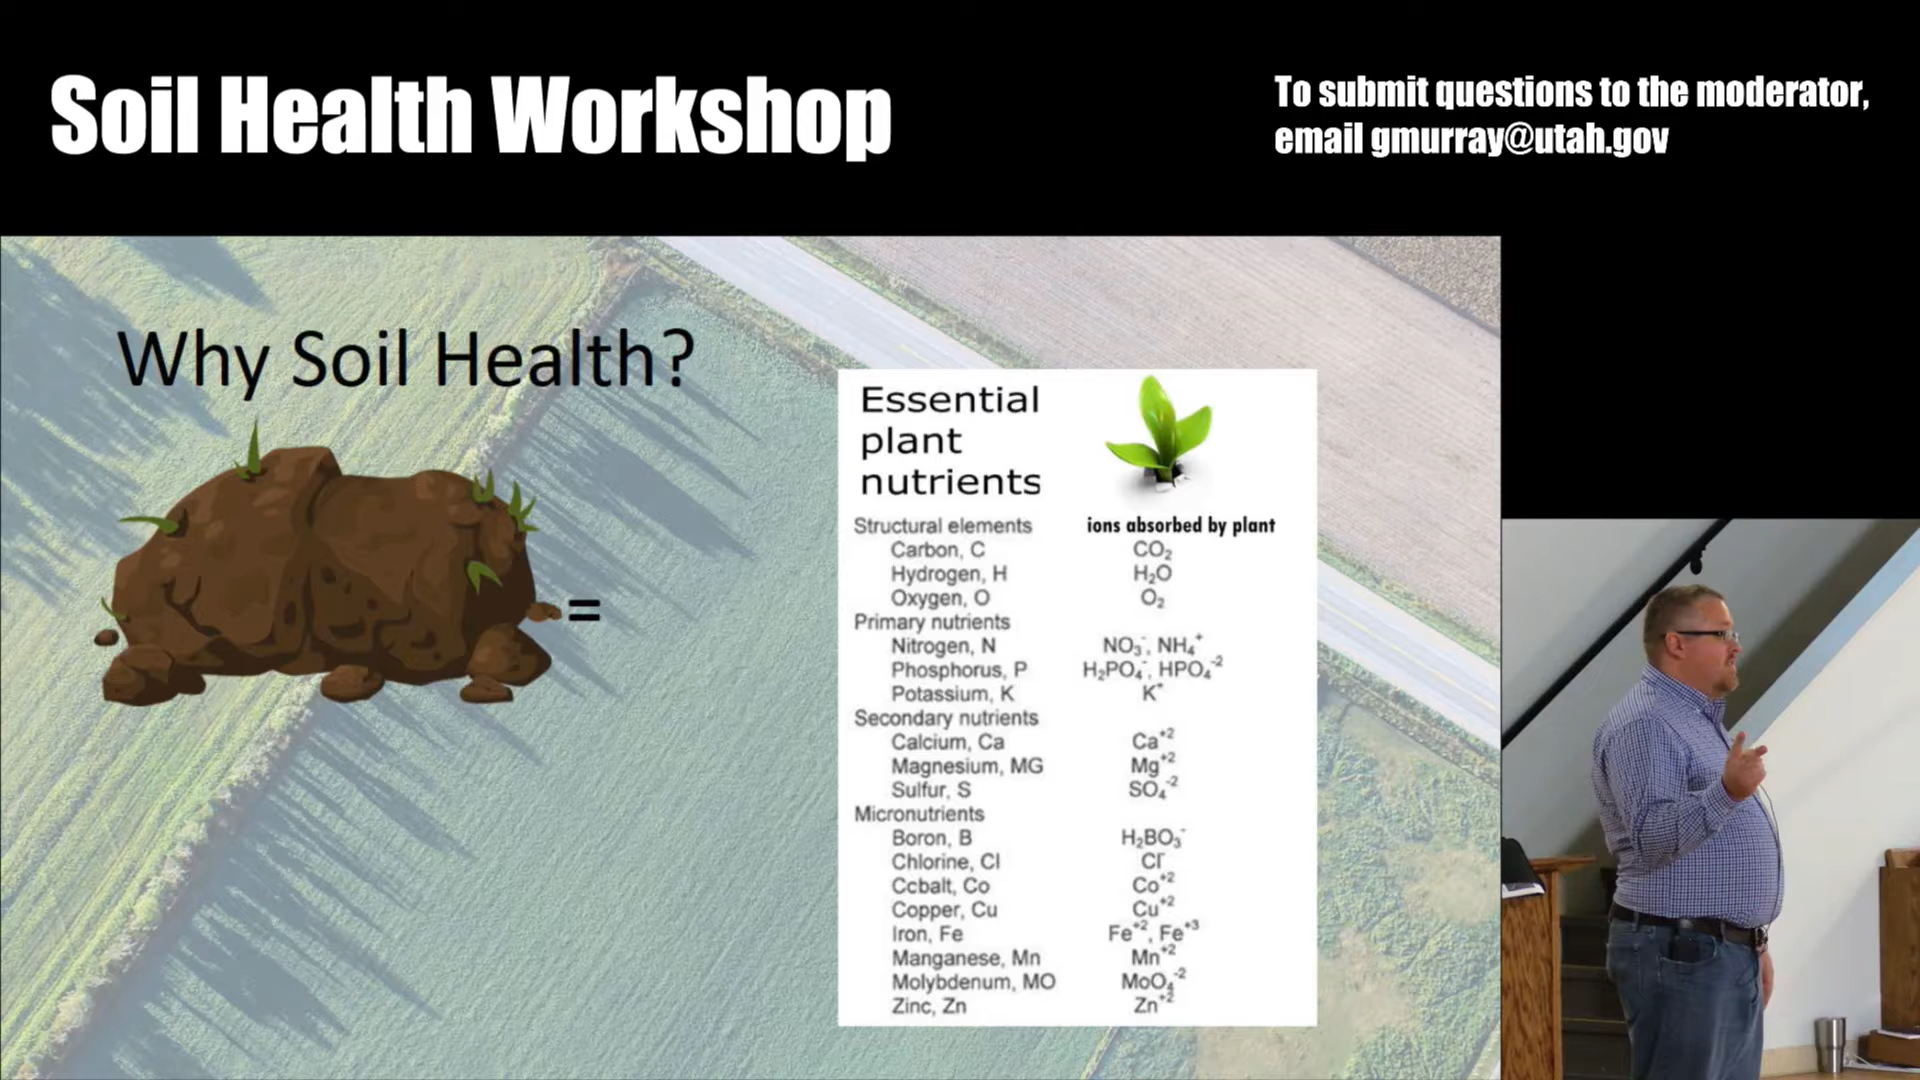 Soil Health Workshop
To submit questions to the moderator,
email gmurray@utah.gov
Why Soil Health?
=
Essential
plant
nutrients
Structural elements ions absorbed by plant
Carbon, C CO₂
Hydrogen, H H₂O
Oxygen, O O₂
Primary nutrients
Nitrogen, N NO₃⁻, NH₄⁺
Phosphorus, P H₂PO₄⁻, HPO₄⁻²
Potassium, K K⁺
Secondary nutrients
Calcium, Ca Ca⁺²
Magnesium, MG Mg⁺²
Sulfur, S SO₄⁻²
Micronutrients
Boron, B H₂BO₃⁻
Chlorine, Cl Cl⁻
Ccbalt, Co Co⁺²
Copper, Cu Cu⁺²
Iron, Fe Fe⁺², Fe⁺³
Manganese, Mn Mn⁺²
Molybdenum, MO MoO₄⁻²
Zinc, Zn Zn⁺²